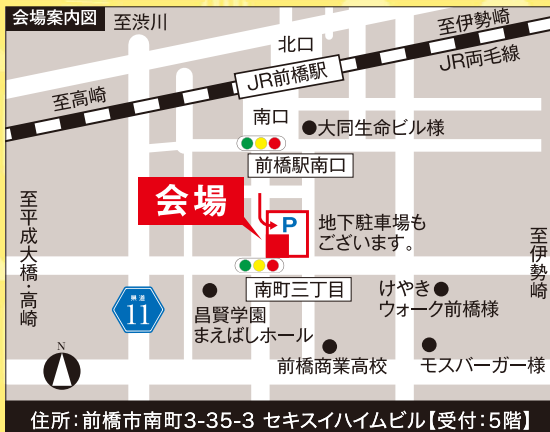 会場案内図
至渋川
至伊勢崎
北口
JR両毛線
JR前橋駅
至高崎
南口
●大同生命ビル様
前橋駅南口
会場
P
地下駐車場も
ございます。
至平成大橋・高崎
至伊勢崎
南町三丁目
県道
11
昌賢学園
まえばしホール
けやき
ウォーク前橋様
前橋商業高校
モスバーガー様
N
住所:前橋市南町3-35-3 セキスイハイムビル【受付:5階】